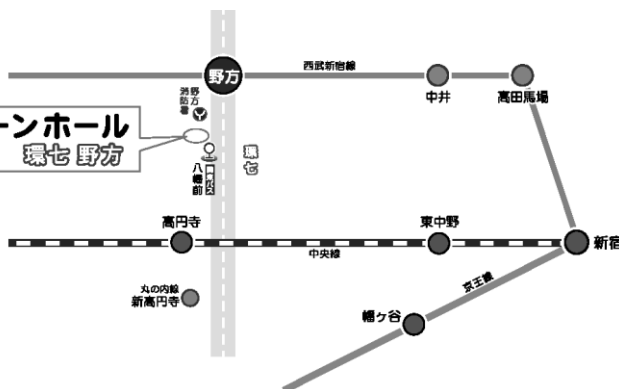 西武新宿線
野方
中井
高田馬場
野方
消防署
ーンホール
環七 野方
環七
八幡前
高円寺
東中野
新宿
中央線
丸の内線
新高円寺
京王線
幡ヶ谷